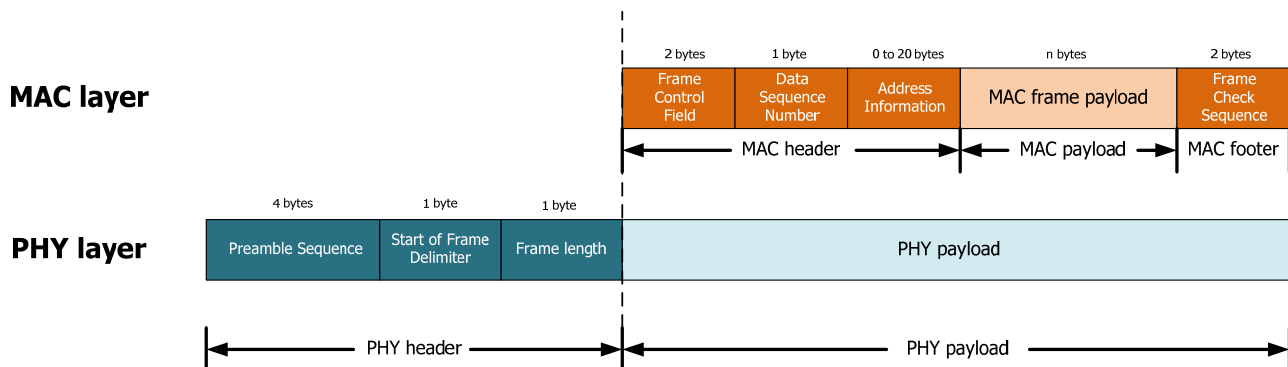 2 bytes
1 byte
0 to 20 bytes
n bytes
2 bytes
MAC layer
Frame
Control
Field
Data
Sequence
Number
Address
Information
MAC frame payload
Frame
Check
Sequence
MAC header
MAC payload
MAC footer
4 bytes
1 byte
1 byte
PHY layer
Preamble Sequence
Start of Frame
Delimiter
Frame length
PHY payload
PHY header
PHY payload